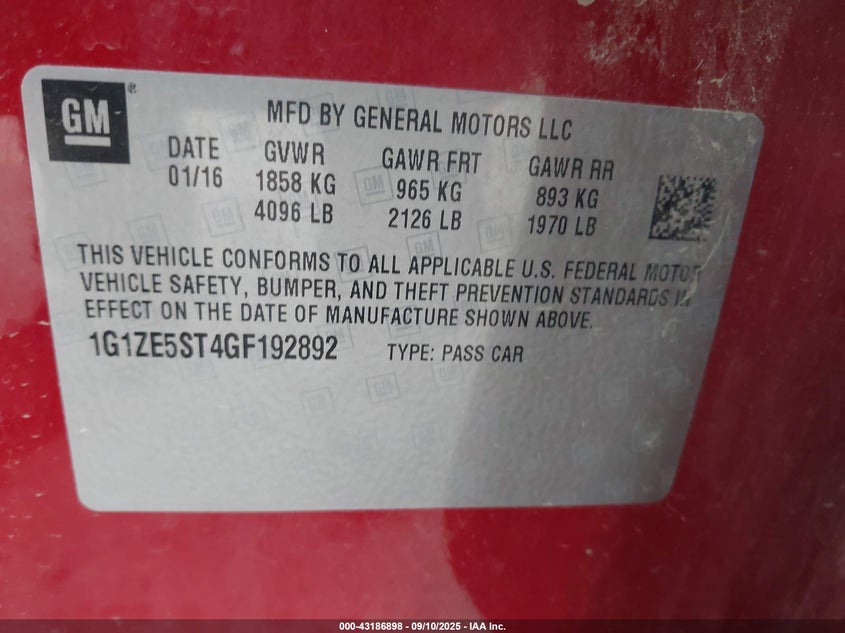 GM
MFD BY GENERAL MOTORS LLC
DATE GVWR GAWR FRT GAWR RR
01/16 1858 KG 965 KG 893 KG
4096 LB 2126 LB 1970 LB
THIS VEHICLE CONFORMS TO ALL APPLICABLE U.S. FEDERAL MOTOR
VEHICLE SAFETY, BUMPER, AND THEFT PREVENTION STANDARDS IN
EFFECT ON THE DATE OF MANUFACTURE SHOWN ABOVE.
1G1ZE5ST4GF192892 TYPE: PASS CAR
000-43186898 - 09/10/2025 - IAA Inc.